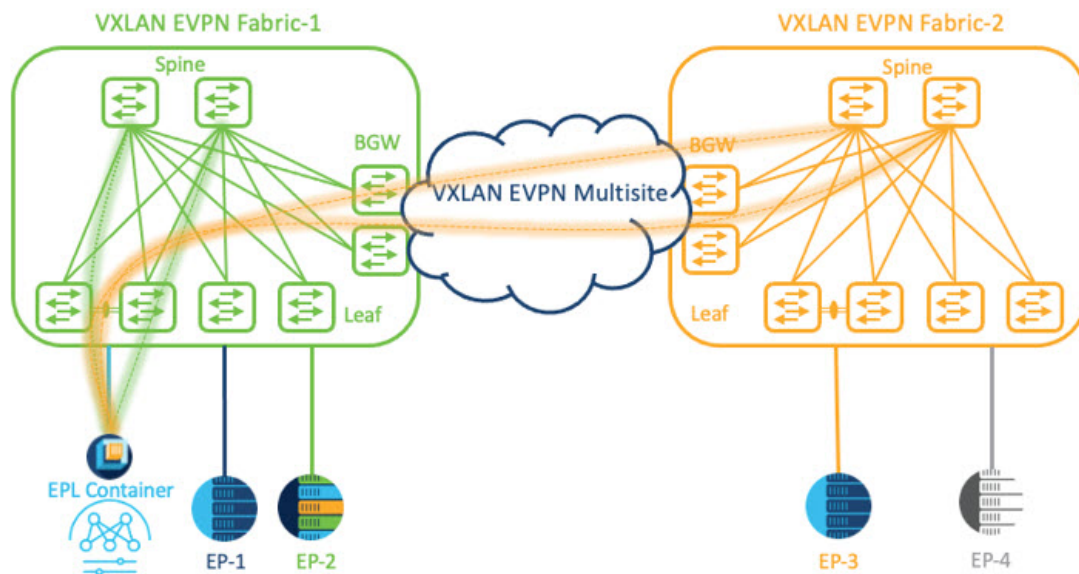 VXLAN EVPN Fabric-1
VXLAN EVPN Fabric-2
Spine
Spine
BGW
BGW
VXLAN EVPN Multisite
Leaf
Leaf
EPL Container
EP-1
EP-2
EP-3
EP-4